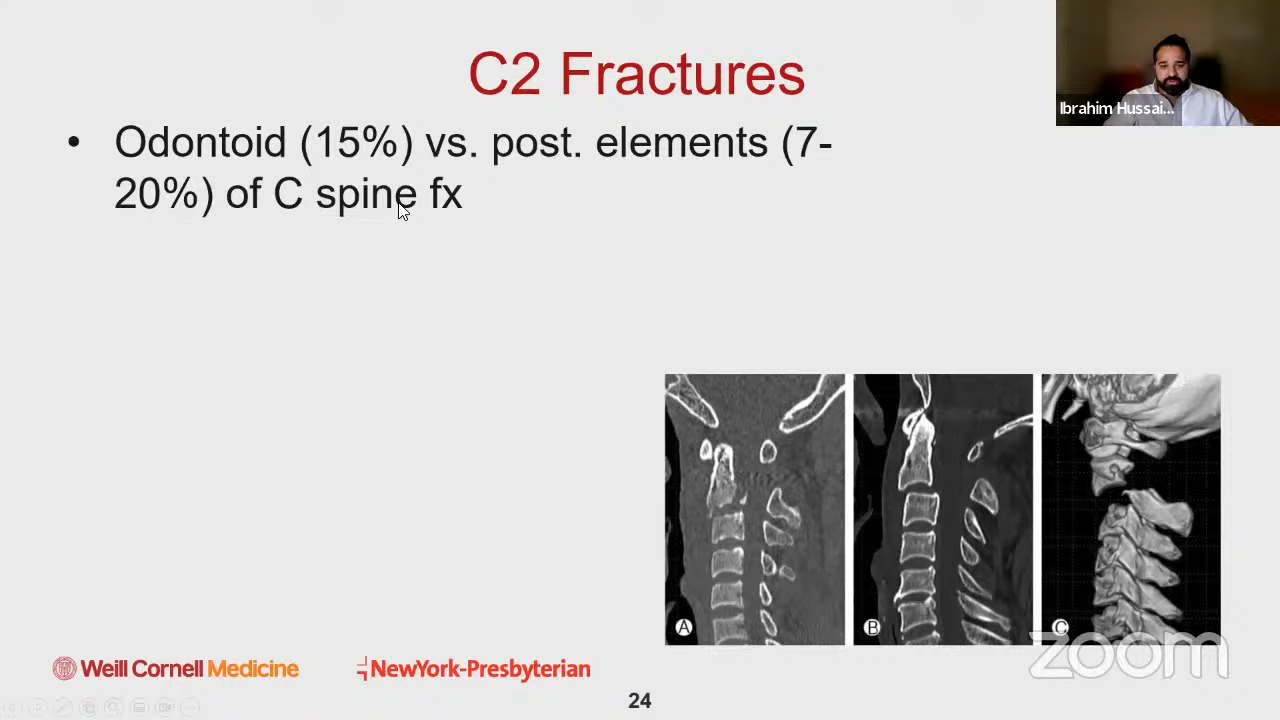 C2 Fractures
Ibrahim Hussai...
• Odontoid (15%) vs. post. elements (7-
20%) of C spine fx
A
B
C
zoom
Weill Cornell Medicine
NewYork-Presbyterian
24